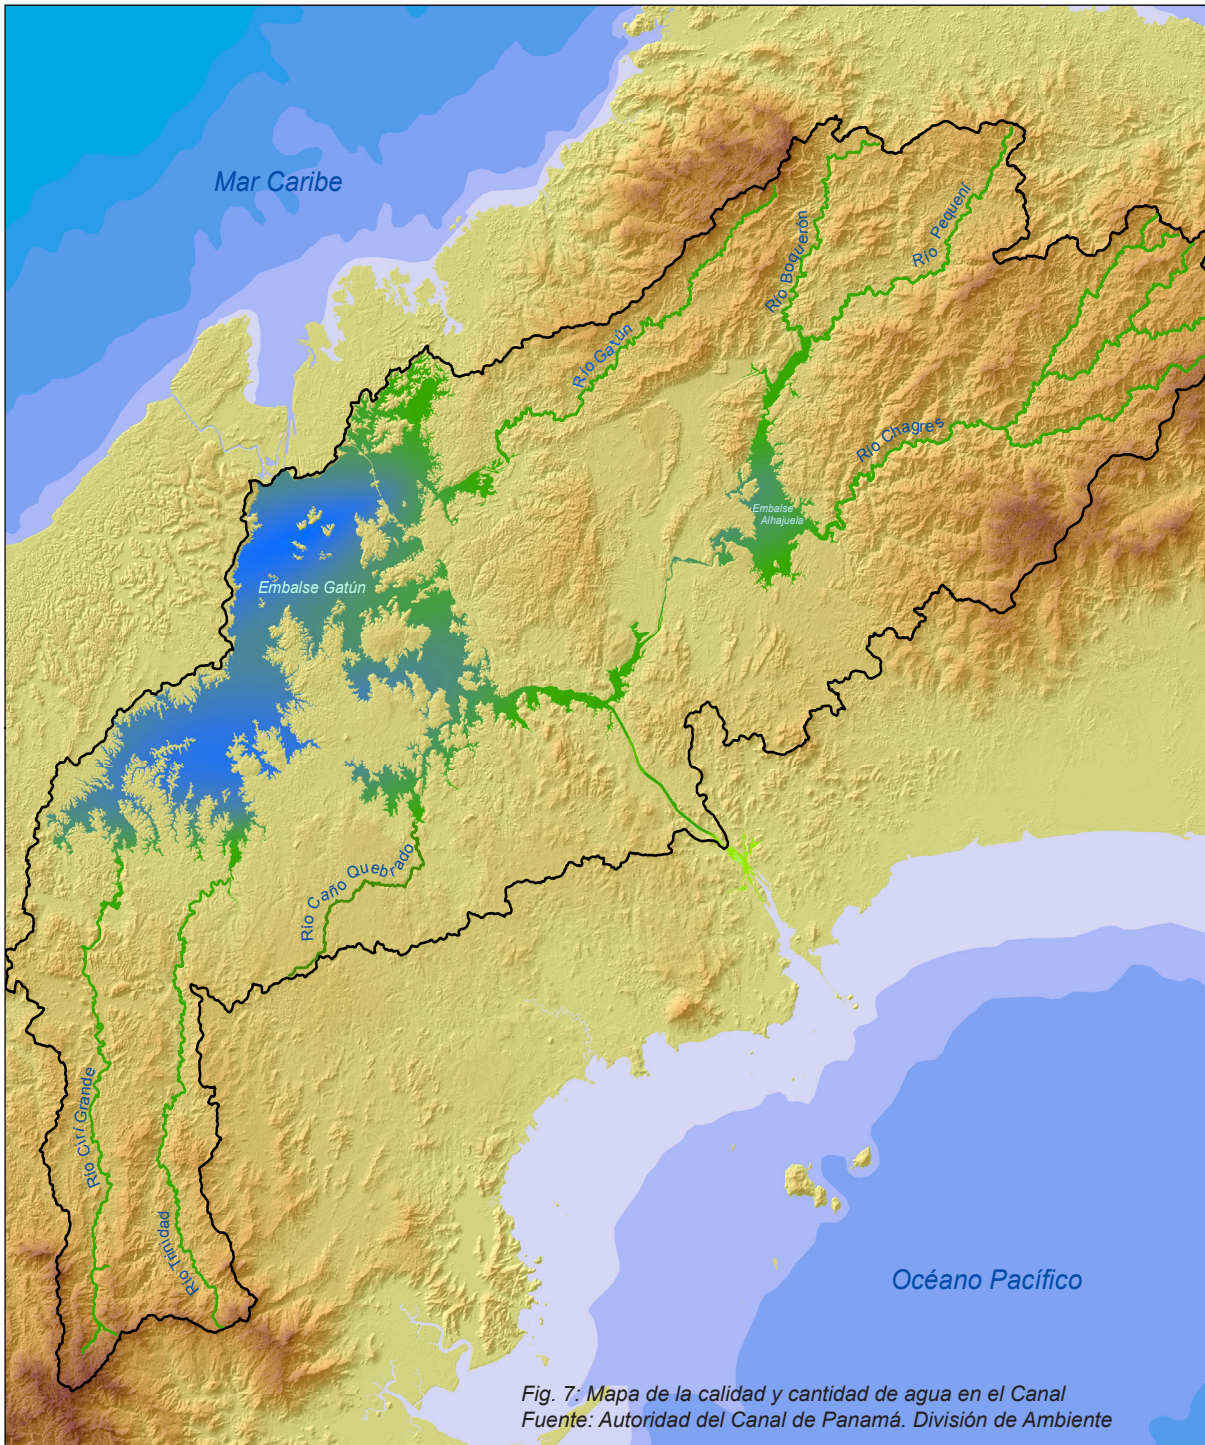 Mar Caribe
Río Boquerón
Río Pequení
Río Gatún
Río Chagres
Embalse
Alhajuela
Embalse Gatún
Río Caño Quebrado
Río Cirí Grande
Río Trinidad
Océano Pacífico
Fig. 7: Mapa de la calidad y cantidad de agua en el Canal
Fuente: Autoridad del Canal de Panamá. División de Ambiente